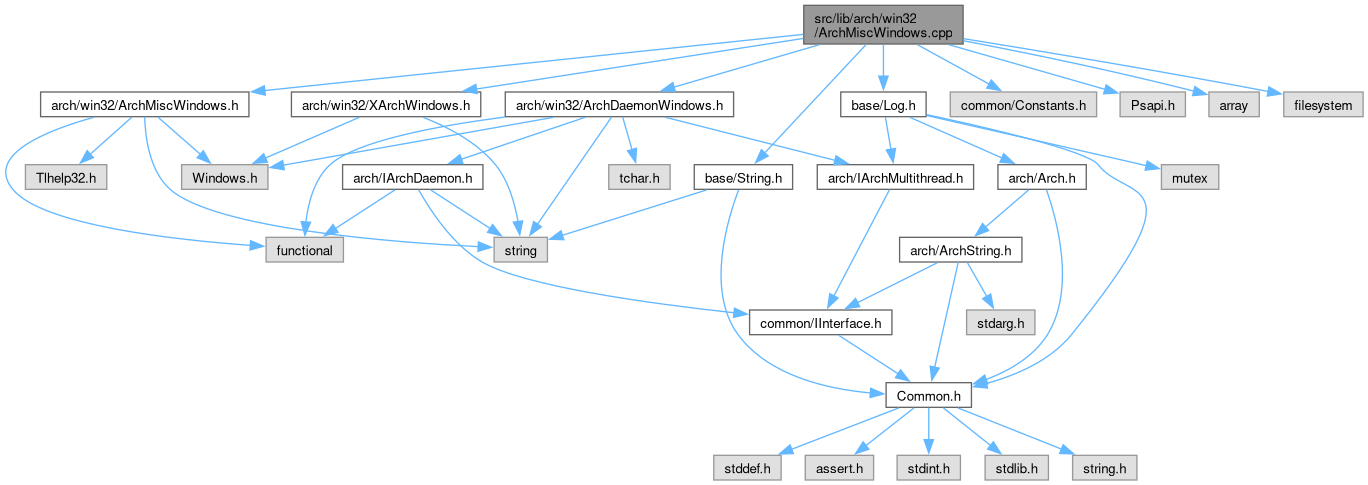 src/lib/arch/win32
/ArchMiscWindows.cpp
arch/win32/ArchMiscWindows.h
arch/win32/XArchWindows.h
arch/win32/ArchDaemonWindows.h
base/Log.h
common/Constants.h
Psapi.h
array
filesystem
Tlhelp32.h
Windows.h
arch/IArchDaemon.h
tchar.h
base/String.h
arch/IArchMultithread.h
arch/Arch.h
mutex
functional
string
arch/ArchString.h
common/IInterface.h
stdarg.h
Common.h
stddef.h
assert.h
stdint.h
stdlib.h
string.h